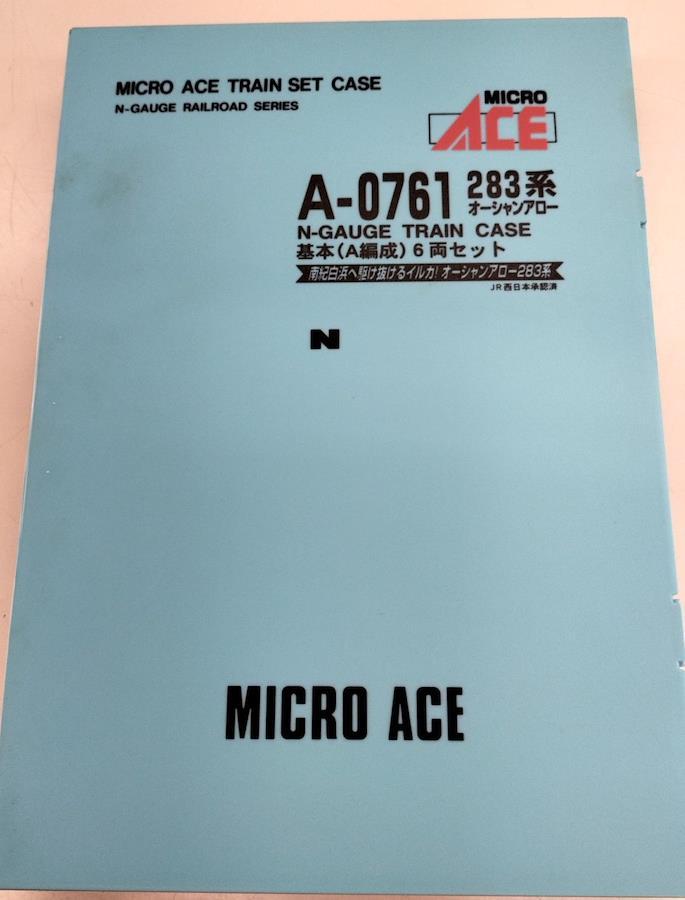 MICRO ACE TRAIN SET CASE
N-GAUGE RAILROAD SERIES
MICRO
ACE
A-0761 283系
オーシャンアロー
N-GAUGE TRAIN CASE
基本(A編成)6両セット
南紀白浜へ駆け抜けるイルカ!オーシャンアロー283系
JR西日本承認済
N
MICRO ACE